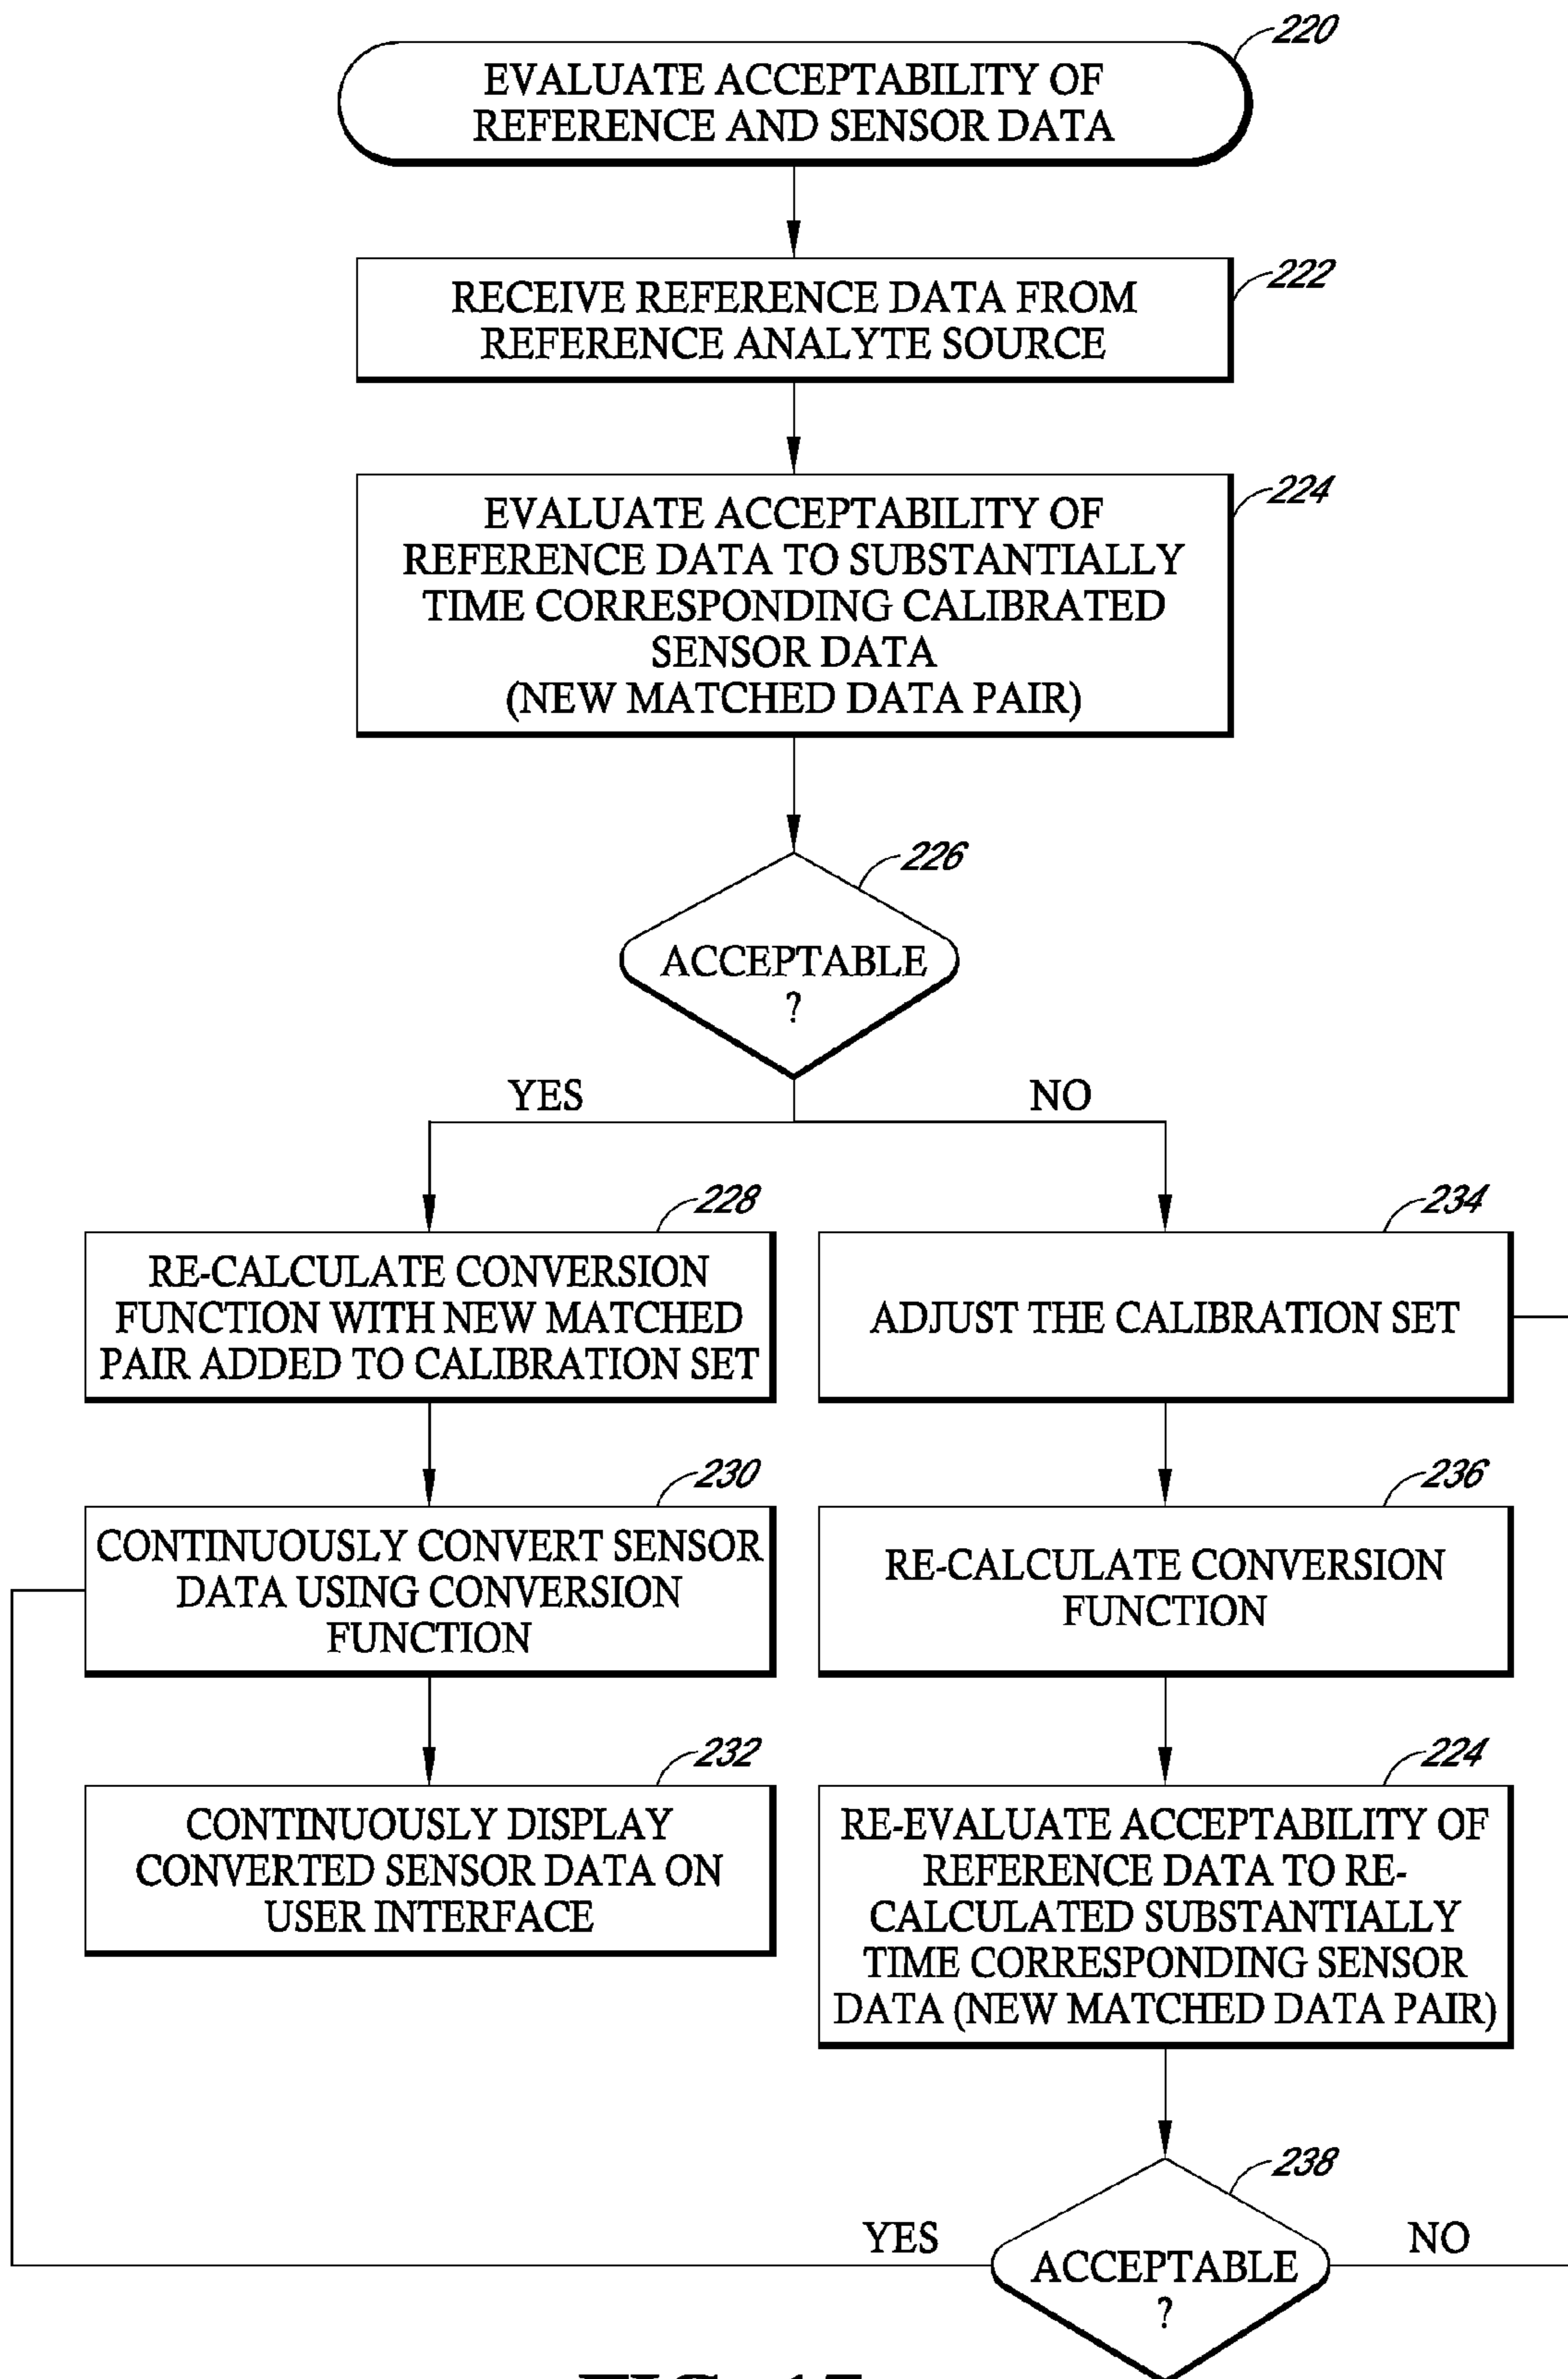 220
EVALUATE ACCEPTABILITY OF
REFERENCE AND SENSOR DATA
222
RECEIVE REFERENCE DATA FROM
REFERENCE ANALYTE SOURCE
224
EVALUATE ACCEPTABILITY OF
REFERENCE DATA TO SUBSTANTIALLY
TIME CORRESPONDING CALIBRATED
SENSOR DATA
(NEW MATCHED DATA PAIR)
226
ACCEPTABLE
?
YES
NO
228
RE-CALCULATE CONVERSION
FUNCTION WITH NEW MATCHED
PAIR ADDED TO CALIBRATION SET
230
CONTINUOUSLY CONVERT SENSOR
DATA USING CONVERSION
FUNCTION
232
CONTINUOUSLY DISPLAY
CONVERTED SENSOR DATA ON
USER INTERFACE
234
ADJUST THE CALIBRATION SET
236
RE-CALCULATE CONVERSION
FUNCTION
224
RE-EVALUATE ACCEPTABILITY OF
REFERENCE DATA TO RE-
CALCULATED SUBSTANTIALLY
TIME CORRESPONDING SENSOR
DATA (NEW MATCHED DATA PAIR)
238
YES
ACCEPTABLE
?
NO